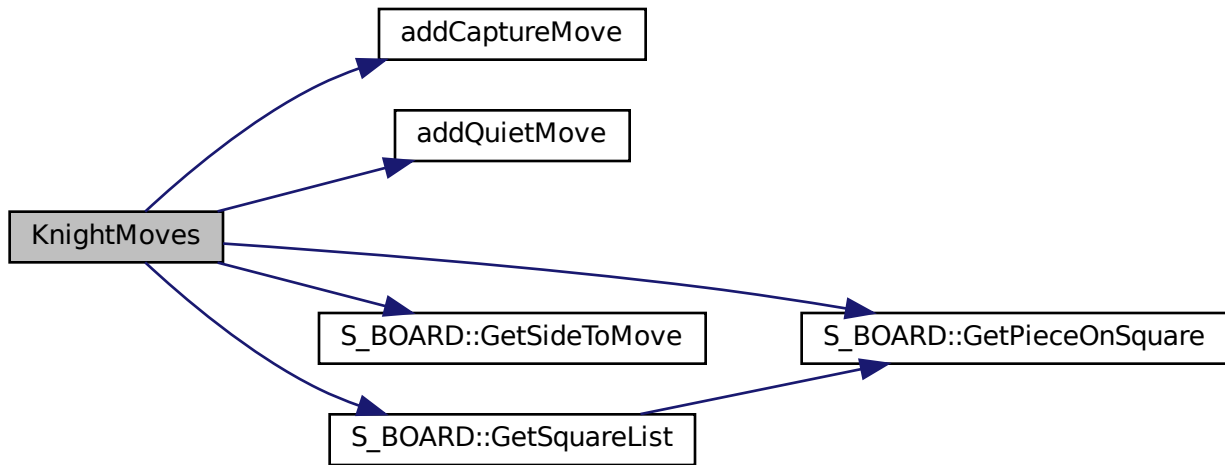 addCaptureMove
addQuietMove
KnightMoves
S_BOARD::GetSideToMove
S_BOARD::GetPieceOnSquare
S_BOARD::GetSquareList